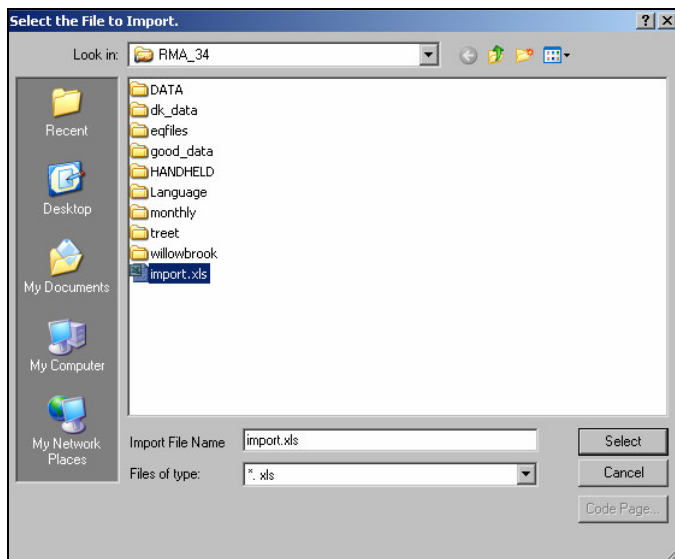 Select the File to Import.
Look in: RMA_34
Recent
Desktop
My Documents
My Computer
My Network
Places
DATA
dk_data
eqfiles
good_data
HANDHELD
Language
monthly
treet
willowbrook
import.xls
Import File Name import.xls Select
Files of type: *. xls Cancel
Code Page...